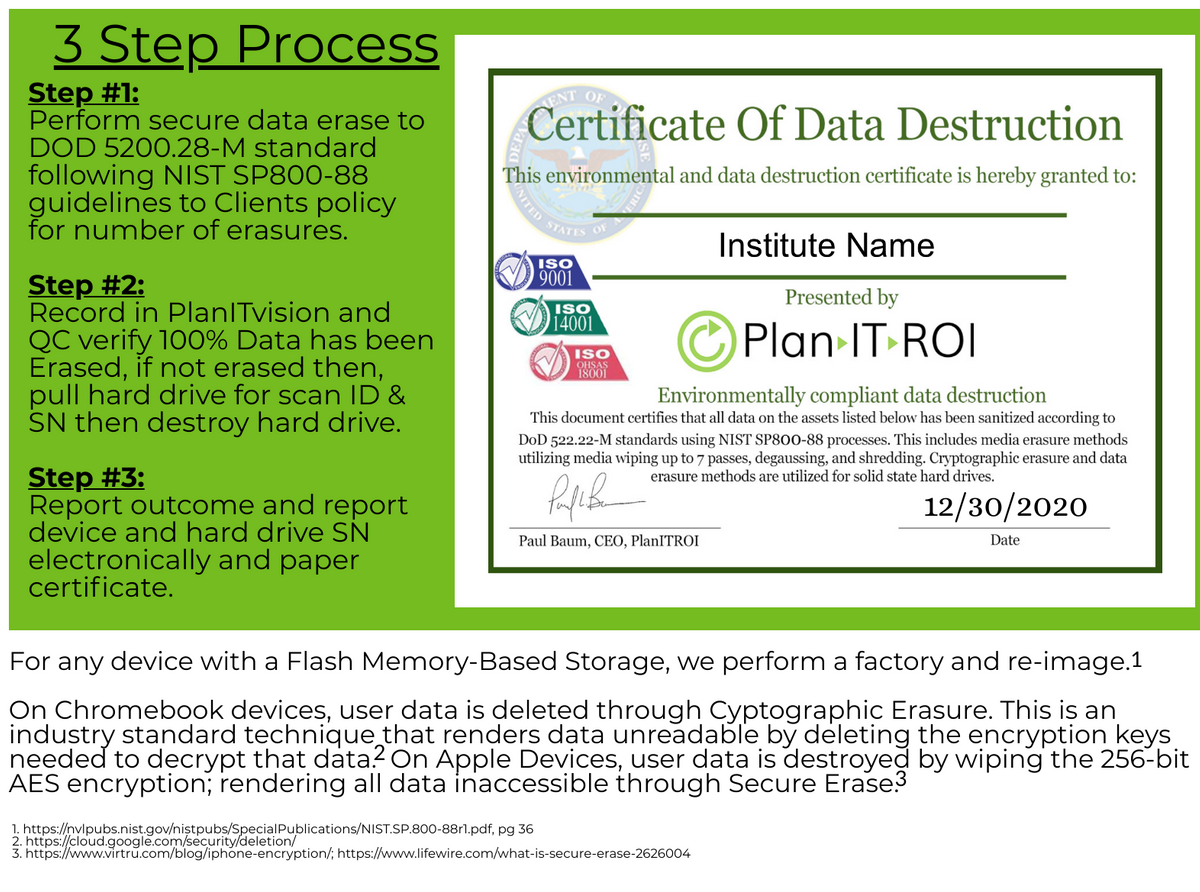 3 Step Process
Step #1:
Perform secure data erase to
DOD 5200.28-M standard
following NIST SP800-88
guidelines to Clients policy
for number of erasures.
Step #2:
Record in PlanITvision and
QC verify 100% Data has been
Erased, if not erased then,
pull hard drive for scan ID &
SN then destroy hard drive.
Step #3:
Report outcome and report
device and hard drive SN
electronically and paper
certificate.
DEPARTMENT OF DEFENSE
UNITED STATES OF AMERICA
Certificate Of Data Destruction
This environmental and data destruction certificate is hereby granted to:
Institute Name
ISO
9001
ISO
14001
ISO
OHSAS
18001
Presented by
Plan IT ROI
Environmentally compliant data destruction
This document certifies that all data on the assets listed below has been sanitized according to
DoD 522.22-M standards using NIST SP800-88 processes. This includes media erasure methods
utilizing media wiping up to 7 passes, degaussing, and shredding. Cryptographic erasure and data
erasure methods are utilized for solid state hard drives.
12/30/2020
Paul Baum, CEO, PlanITROI
Date
For any device with a Flash Memory-Based Storage, we perform a factory and re-image.1
On Chromebook devices, user data is deleted through Cyptographic Erasure. This is an
industry standard technique that renders data unreadable by deleting the encryption keys
needed to decrypt that data.2 On Apple Devices, user data is destroyed by wiping the 256-bit
AES encryption; rendering all data inaccessible through Secure Erase.3
1. https://nvlpubs.nist.gov/nistpubs/SpecialPublications/NIST.SP.800-88r1.pdf, pg 36
2. https://cloud.google.com/security/deletion/
3. https://www.virtru.com/blog/iphone-encryption/; https://www.lifewire.com/what-is-secure-erase-2626004